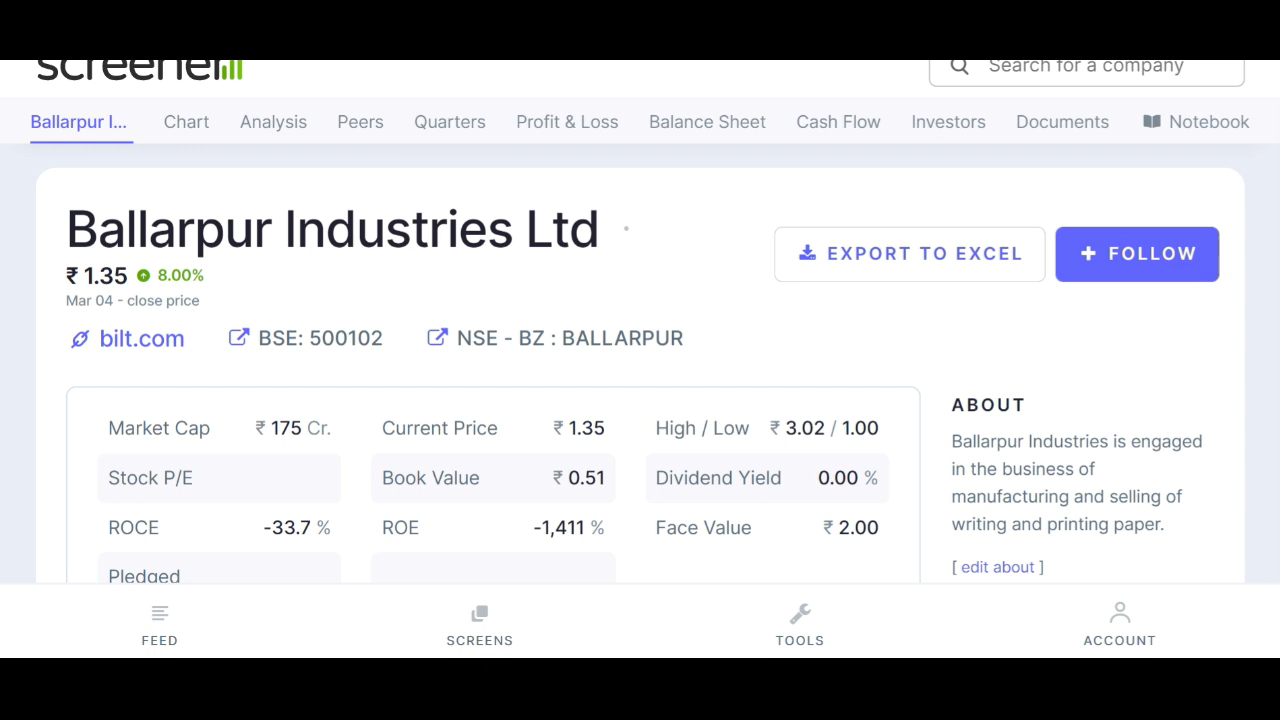 screener
Search for a company
Ballarpur I... Chart Analysis Peers Quarters Profit & Loss Balance Sheet Cash Flow Investors Documents Notebook
Ballarpur Industries Ltd
EXPORT TO EXCEL
FOLLOW
₹ 1.35 8.00%
Mar 04 - close price
bilt.com BSE: 500102 NSE - BZ : BALLARPUR
Market Cap ₹ 175 Cr. Current Price ₹ 1.35 High / Low ₹ 3.02 / 1.00
Stock P/E Book Value ₹ 0.51 Dividend Yield 0.00 %
ROCE -33.7 % ROE -1,411 % Face Value ₹ 2.00
Pledged
ABOUT
Ballarpur Industries is engaged
in the business of
manufacturing and selling of
writing and printing paper.
[ edit about ]
FEED SCREENS TOOLS ACCOUNT